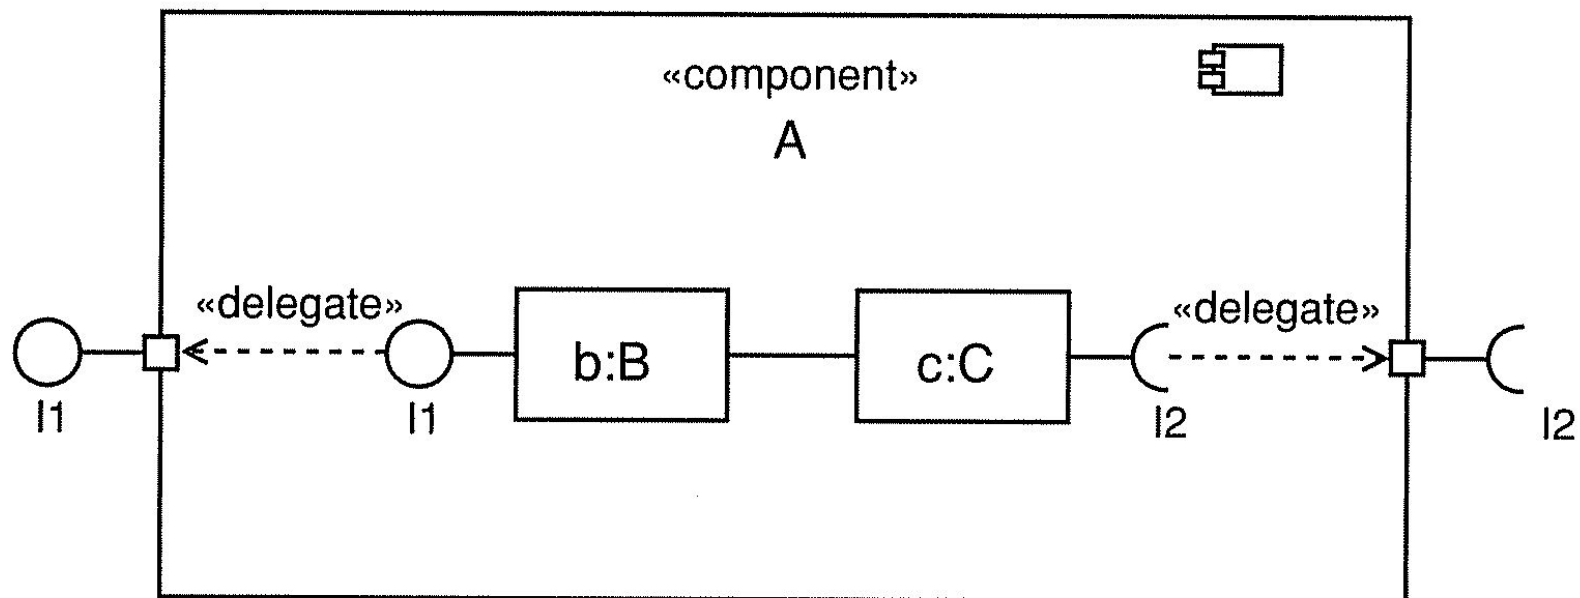 «component»
A
«delegate»
«delegate»
b:B
c:C
I1
I1
I2
I2